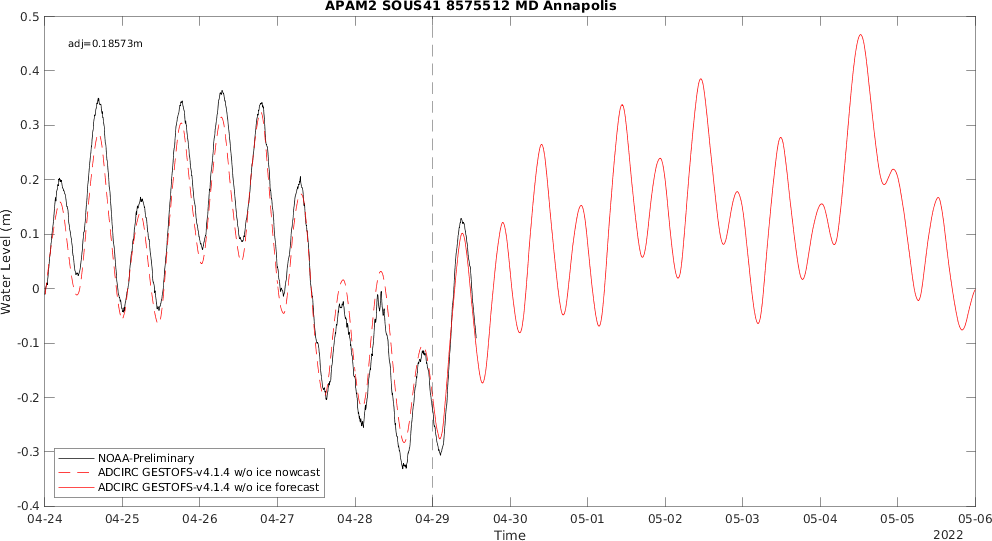 APAM2 SOUS41 8575512 MD Annapolis
adj=0.18573m
0.5
0.4
0.3
0.2
0.1
0
-0.1
-0.2
-0.3
-0.4
Water Level (m)
NOAA-Preliminary
ADCIRC GESTOFS-v4.1.4 w/o ice nowcast
ADCIRC GESTOFS-v4.1.4 w/o ice forecast
04-24 04-25 04-26 04-27 04-28 04-29 04-30 05-01 05-02 05-03 05-04 05-05 05-06
Time
2022